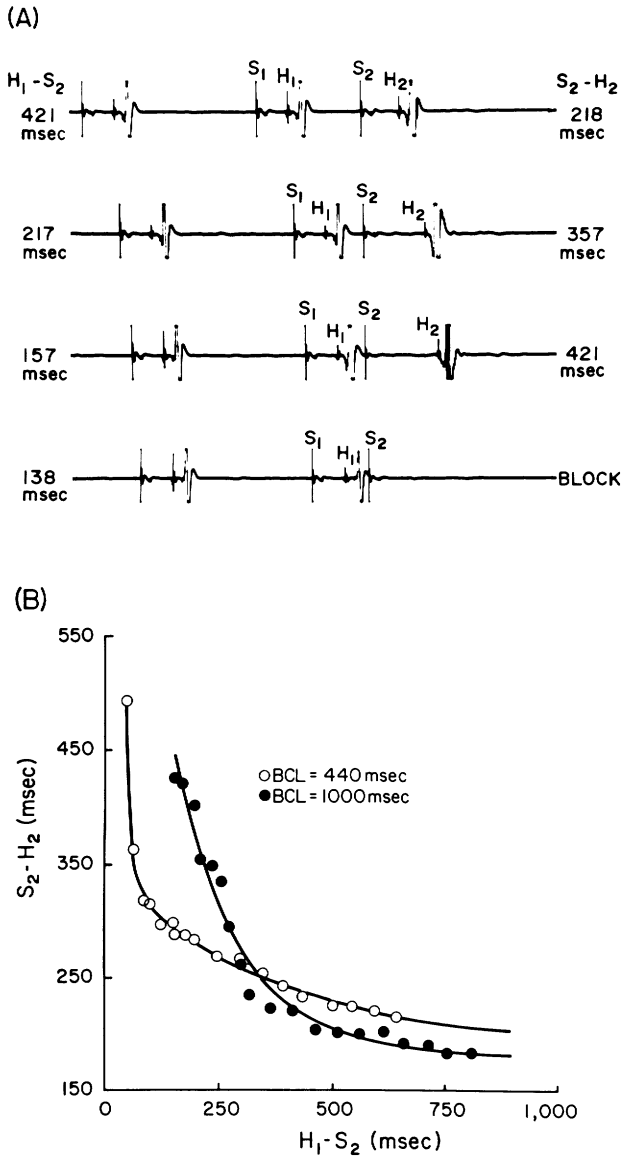 (A)
H₁-S₂ S₁ H₁ S₂ H₂ S₂-H₂
421 msec 218 msec
S₁ H₁ S₂ H₂
217 msec 357 msec
S₁ H₁ S₂ H₂
157 msec 421 msec
S₁ H₁ S₂
138 msec BLOCK
(B)
550
450
350
250
150
S₂-H₂ (msec)
BCL = 440 msec
BCL = 1000 msec
0 250 500 750 1,000
H₁-S₂ (msec)